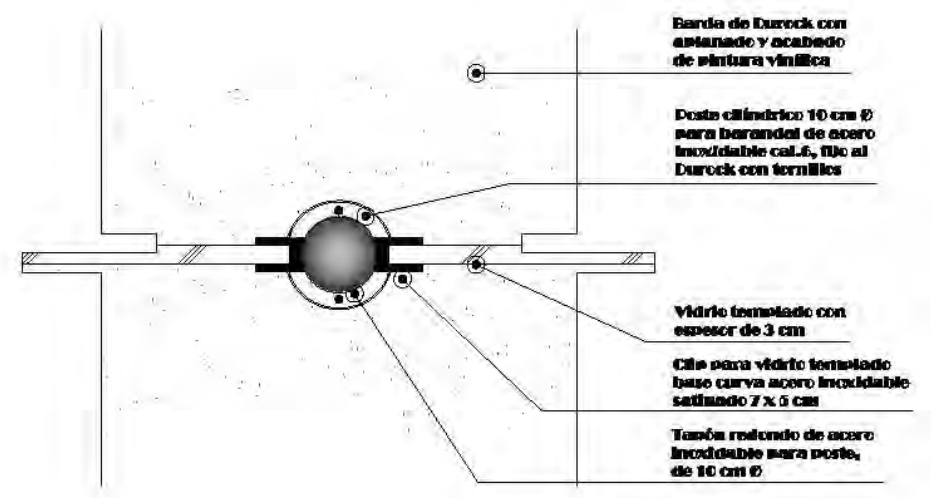 Barda de Durock con
aplanado y acabado
de pintura vinílica
Poste cilíndrico 10 cm Ø
para barandal de acero
inoxidable cal.6, fijo al
Durock con tornillos
Vidrio templado con
espesor de 3 cm
Clip para vidrio templado
base curva acero inoxidable
satinado 7 x 5 cm
Tapón redondo de acero
inoxidable para poste,
de 10 cm Ø